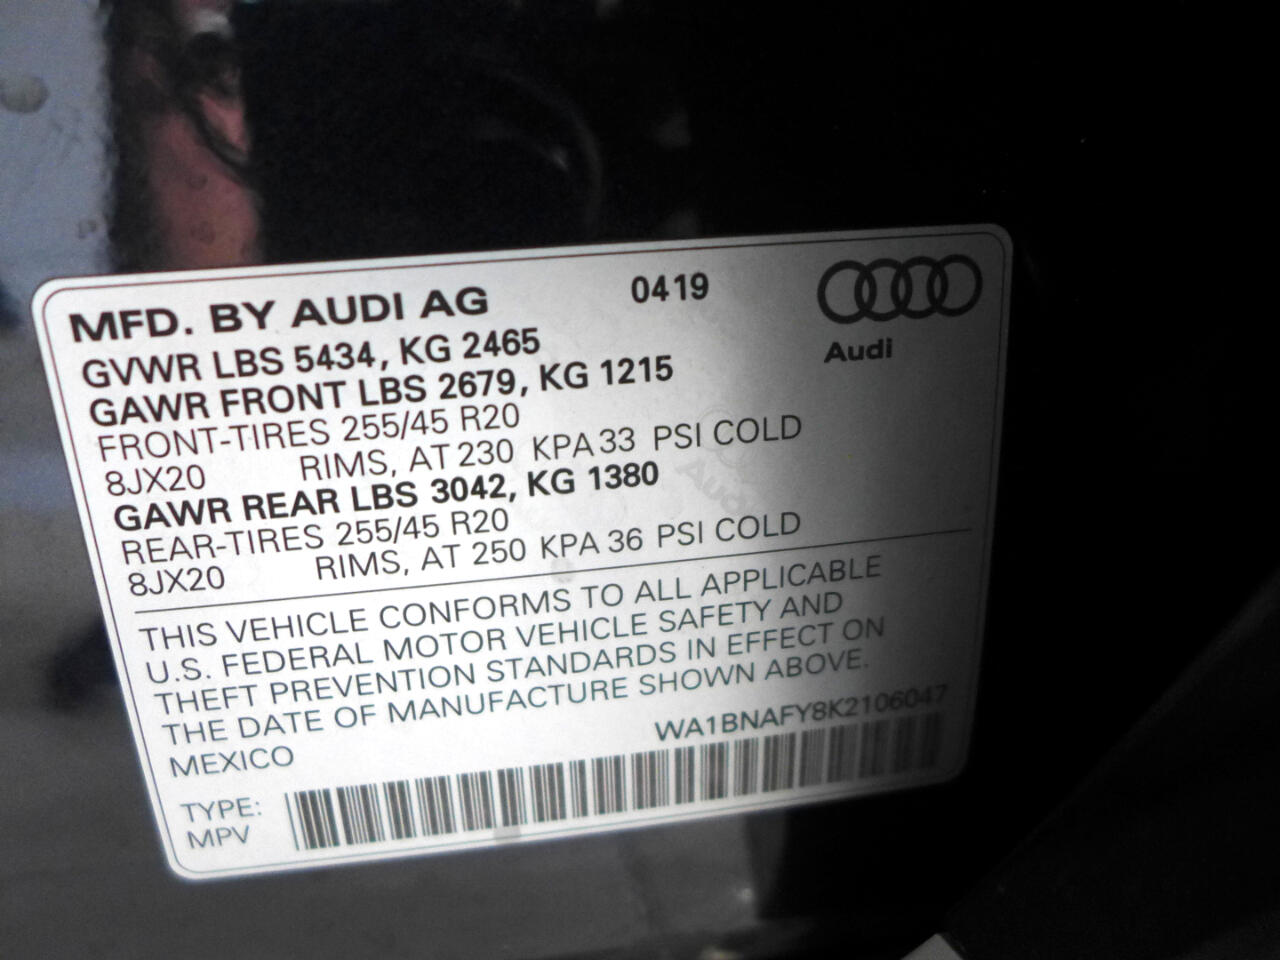 MFD. BY AUDI AG 0419
Audi
GVWR LBS 5434, KG 2465
GAWR FRONT LBS 2679, KG 1215
FRONT-TIRES 255/45 R20
8JX20 RIMS, AT 230 KPA 33 PSI COLD
GAWR REAR LBS 3042, KG 1380
REAR-TIRES 255/45 R20
8JX20 RIMS, AT 250 KPA 36 PSI COLD
THIS VEHICLE CONFORMS TO ALL APPLICABLE
U.S. FEDERAL MOTOR VEHICLE SAFETY AND
THEFT PREVENTION STANDARDS IN EFFECT ON
THE DATE OF MANUFACTURE SHOWN ABOVE.
MEXICO WA1BNAFY8K2106047
TYPE:
MPV